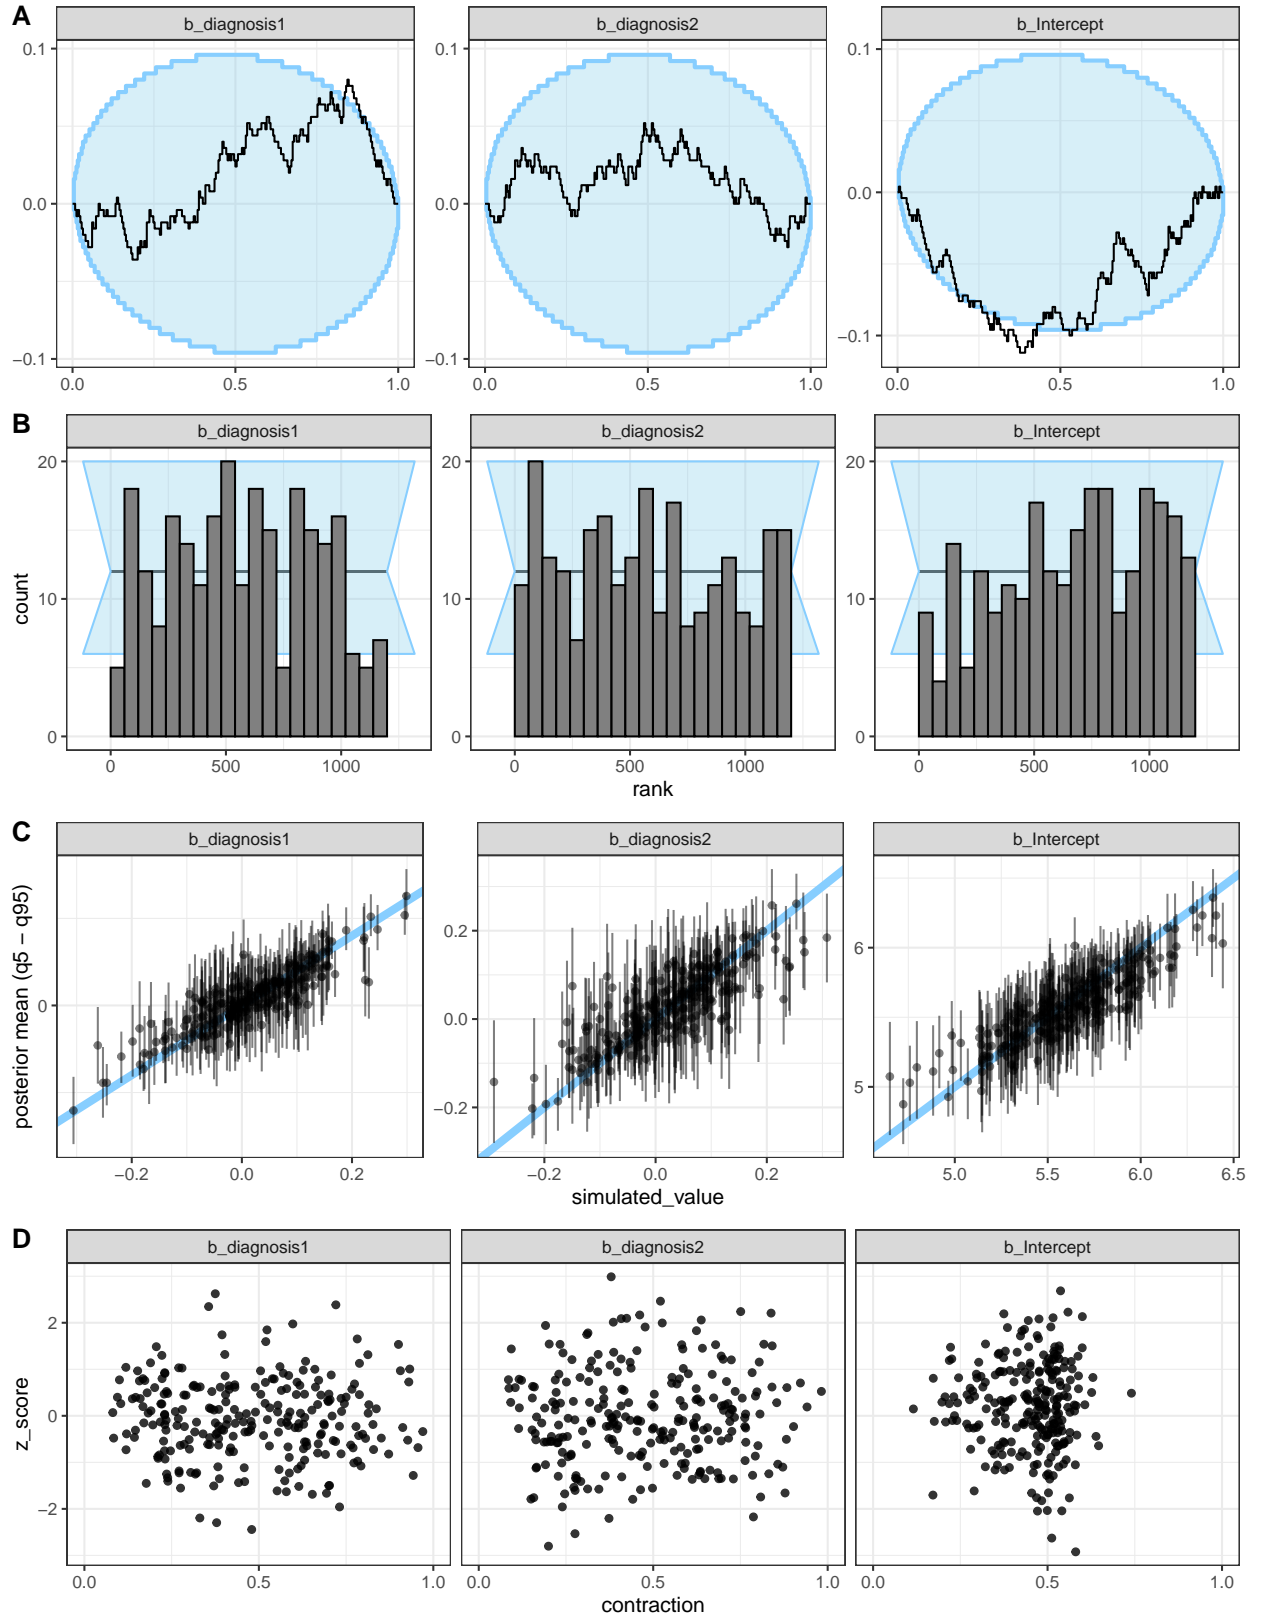 A
b_diagnosis1 b_diagnosis2 b_Intercept
0.1 0.1
0.0 0.0 0.0
−0.1 −0.1 −0.1
0.0 0.5 1.0 0.0 0.5 1.0 0.0 0.5 1.0
B
b_diagnosis1 b_diagnosis2 b_Intercept
20 20
10 10
0 0 0
count
0 500 1000 0 500 1000 0 500 1000
rank
C
b_diagnosis1 b_diagnosis2 b_Intercept
posterior mean (q5 − q95)
0 0.2 0.0 −0.2 6 5
−0.2 0.0 0.2 −0.2 0.0 0.2 5.0 5.5 6.0 6.5
simulated_value
D
b_diagnosis1 b_diagnosis2 b_Intercept
z_score
2
0
−2
0.0 0.5 1.0 0.0 0.5 1.0 0.0 0.5 1.0
contraction